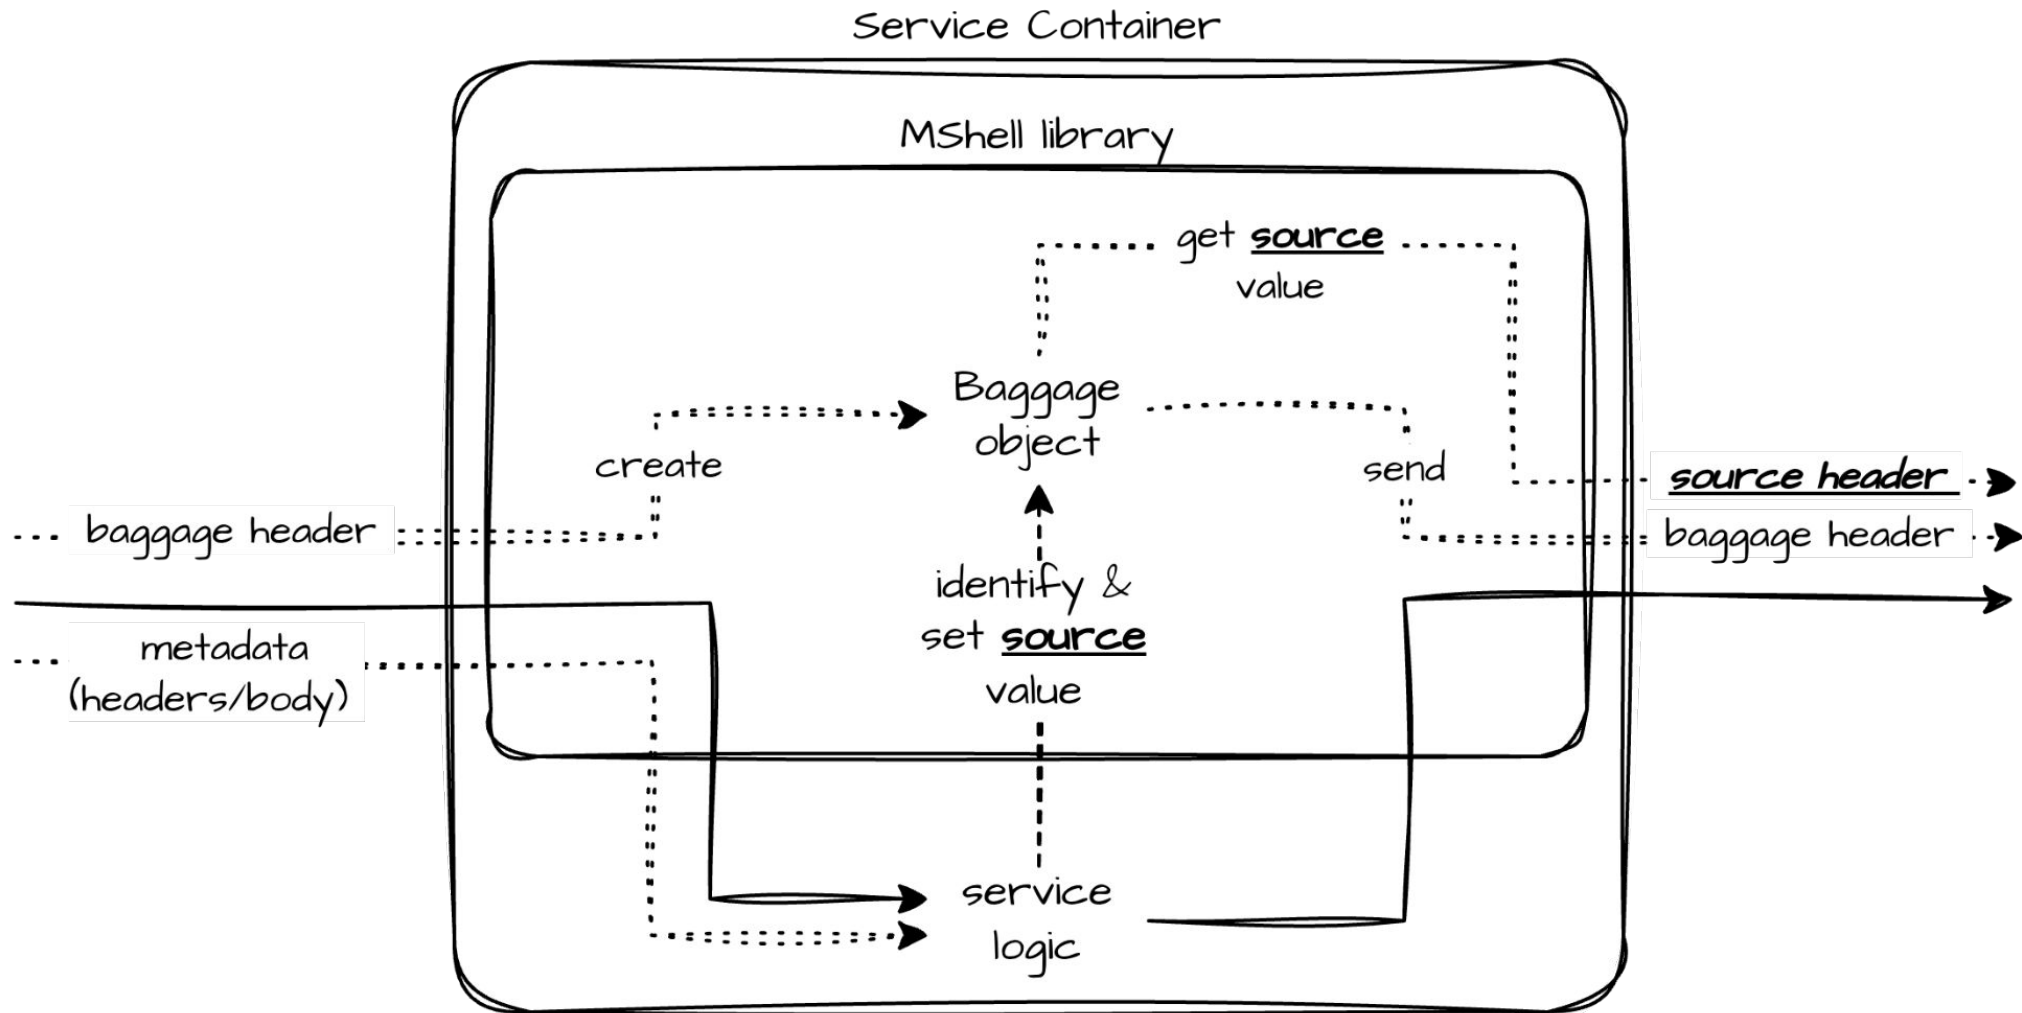 Service Container
MShell library
get source
value
Baggage
object
create
send
source header
baggage header
baggage header
identify &
set source
value
metadata
(headers/body)
service
logic